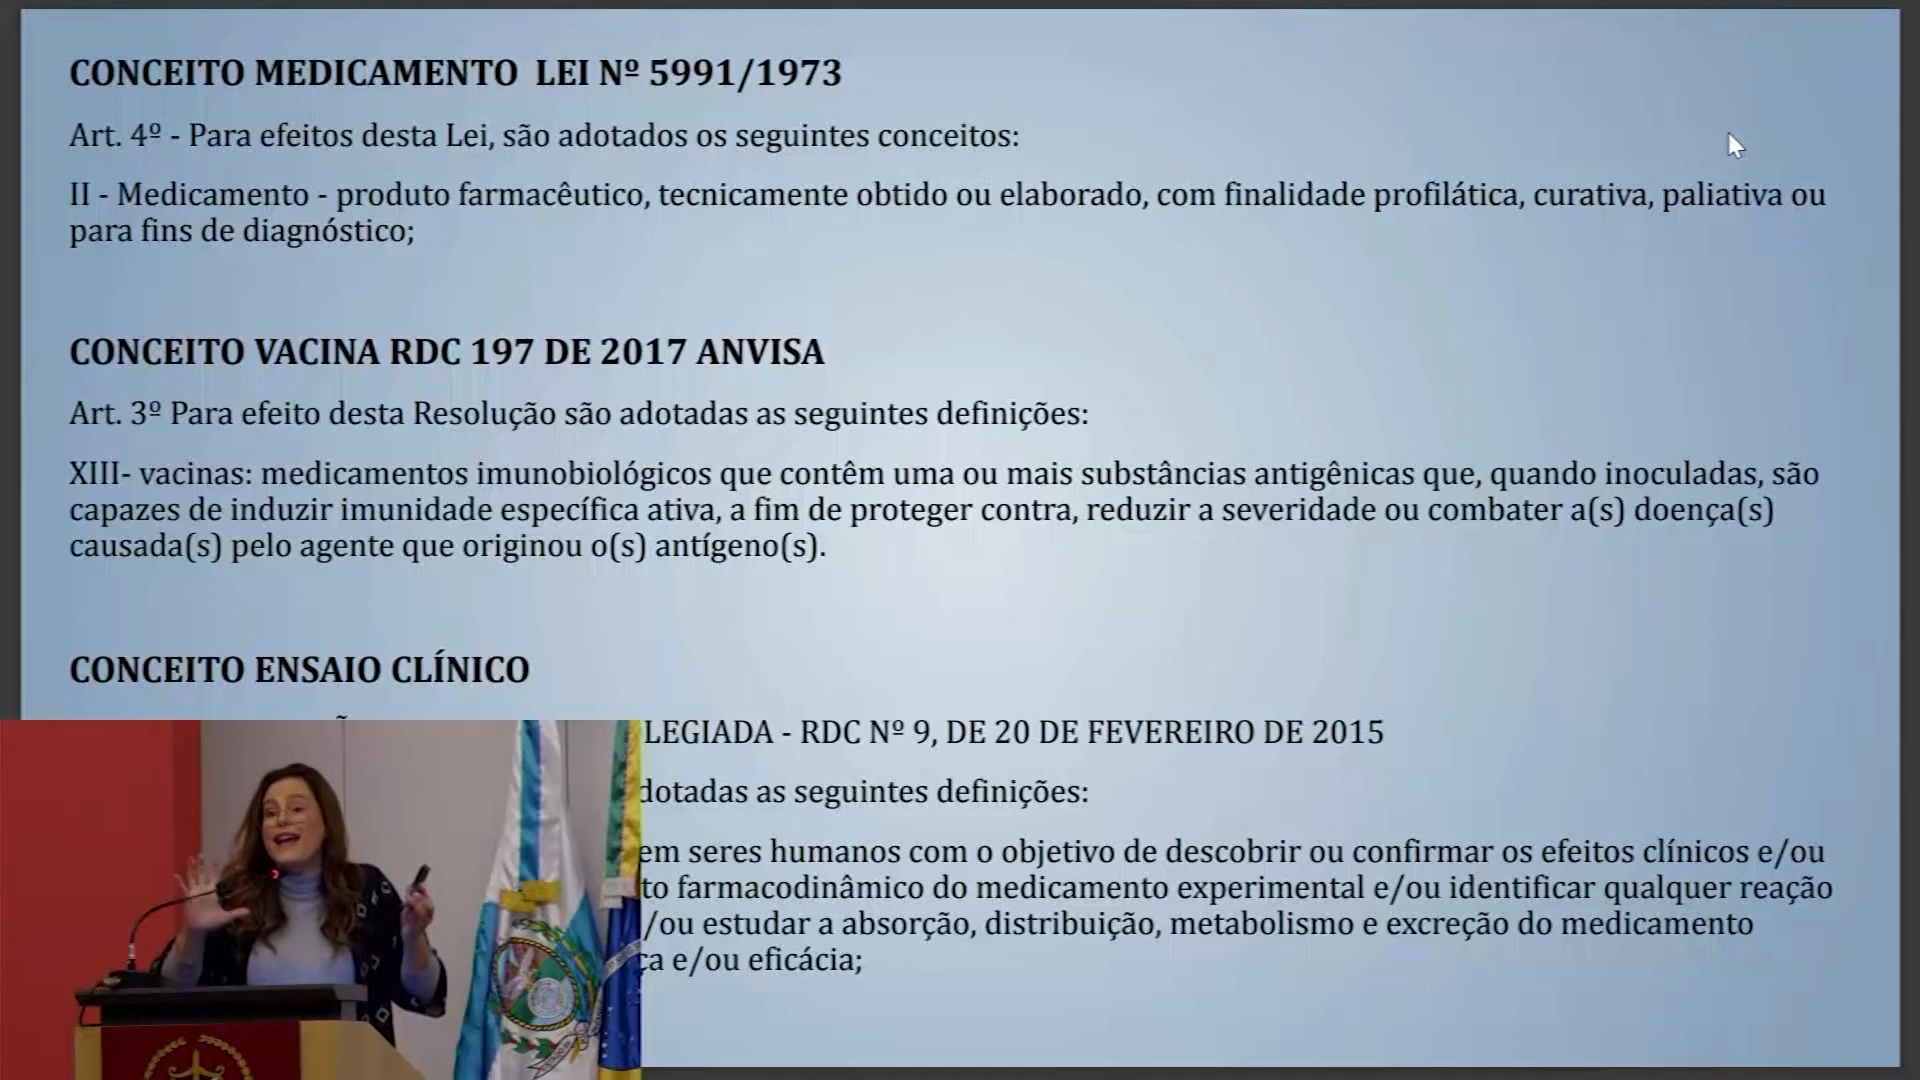 CONCEITO MEDICAMENTO LEI Nº 5991/1973
Art. 4º - Para efeitos desta Lei, são adotados os seguintes conceitos:
II - Medicamento - produto farmacêutico, tecnicamente obtido ou elaborado, com finalidade profilática, curativa, paliativa ou
para fins de diagnóstico;
CONCEITO VACINA RDC 197 DE 2017 ANVISA
Art. 3º Para efeito desta Resolução são adotadas as seguintes definições:
XIII- vacinas: medicamentos imunobiológicos que contêm uma ou mais substâncias antigênicas que, quando inoculadas, são
capazes de induzir imunidade específica ativa, a fim de proteger contra, reduzir a severidade ou combater a(s) doença(s)
causada(s) pelo agente que originou o(s) antígeno(s).
CONCEITO ENSAIO CLÍNICO
LEGIADA - RDC Nº 9, DE 20 DE FEVEREIRO DE 2015
dotadas as seguintes definições:
em seres humanos com o objetivo de descobrir ou confirmar os efeitos clínicos e/ou
to farmacodinâmico do medicamento experimental e/ou identificar qualquer reação
/ou estudar a absorção, distribuição, metabolismo e excreção do medicamento
ça e/ou eficácia;